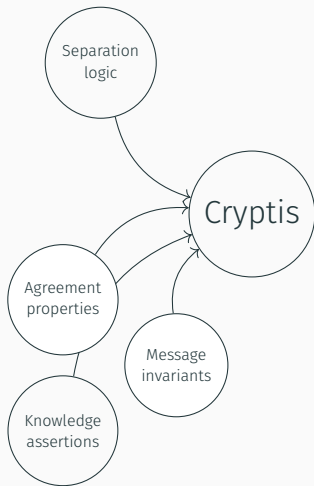 Separation
logic
Cryptis
Agreement
properties
Message
invariants
Knowledge
assertions